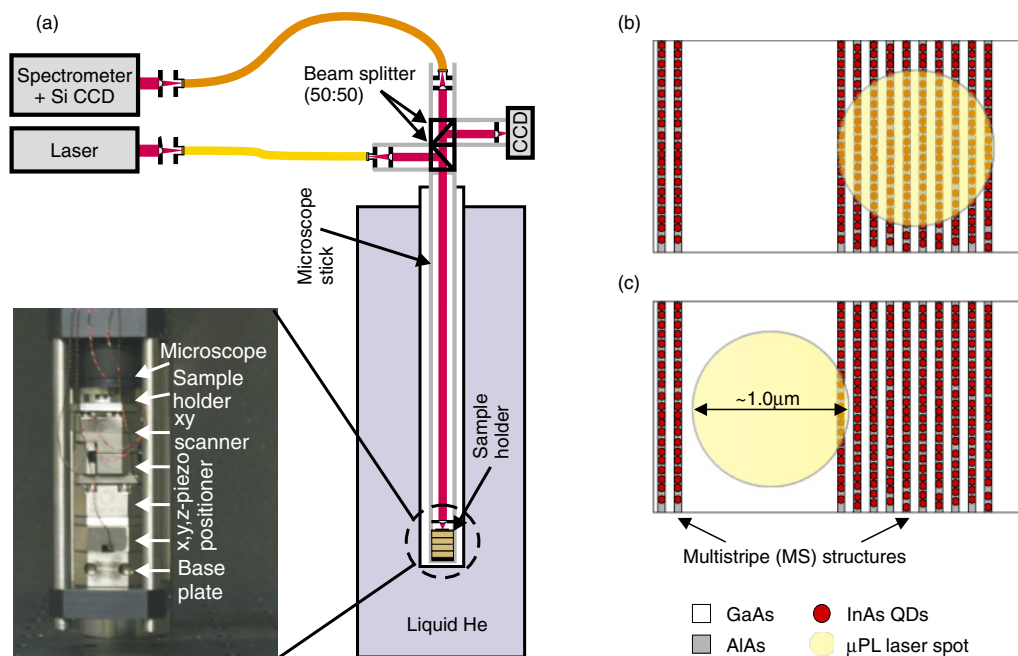 (a)
Spectrometer
+ Si CCD
Laser
Beam splitter
(50:50)
CCD
Microscope
stick
Sample
holder
Liquid He
Microscope
Sample
holder
xy
scanner
x,y,z-piezo
positioner
Base
plate
(b)
(c)
~1.0μm
Multistripe (MS) structures
GaAs
InAs QDs
AlAs
μPL laser spot